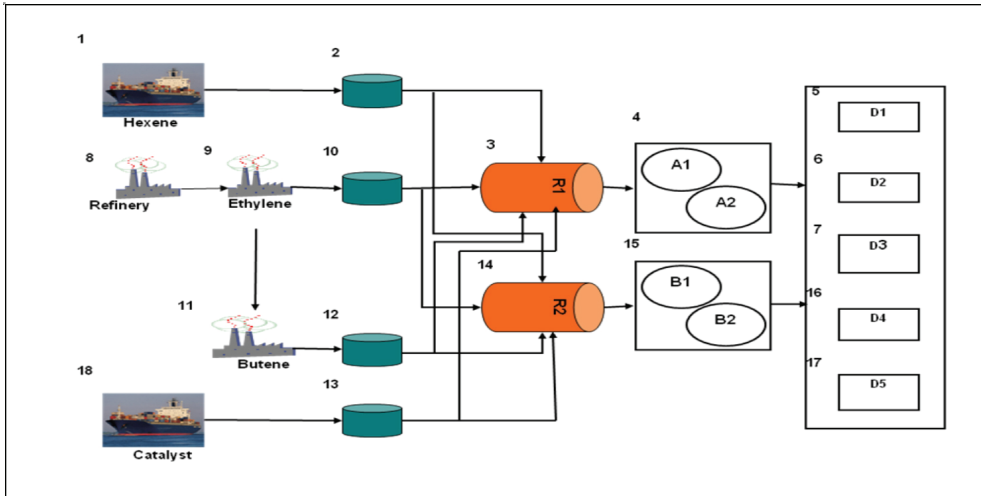 1
2
Hexene
8
9
10
Refinery
Ethylene
3
R1
4
A1
A2
5
D1
6
D2
7
D3
11
Butene
12
14
R2
15
B1
B2
16
D4
17
D5
18
Catalyst
13